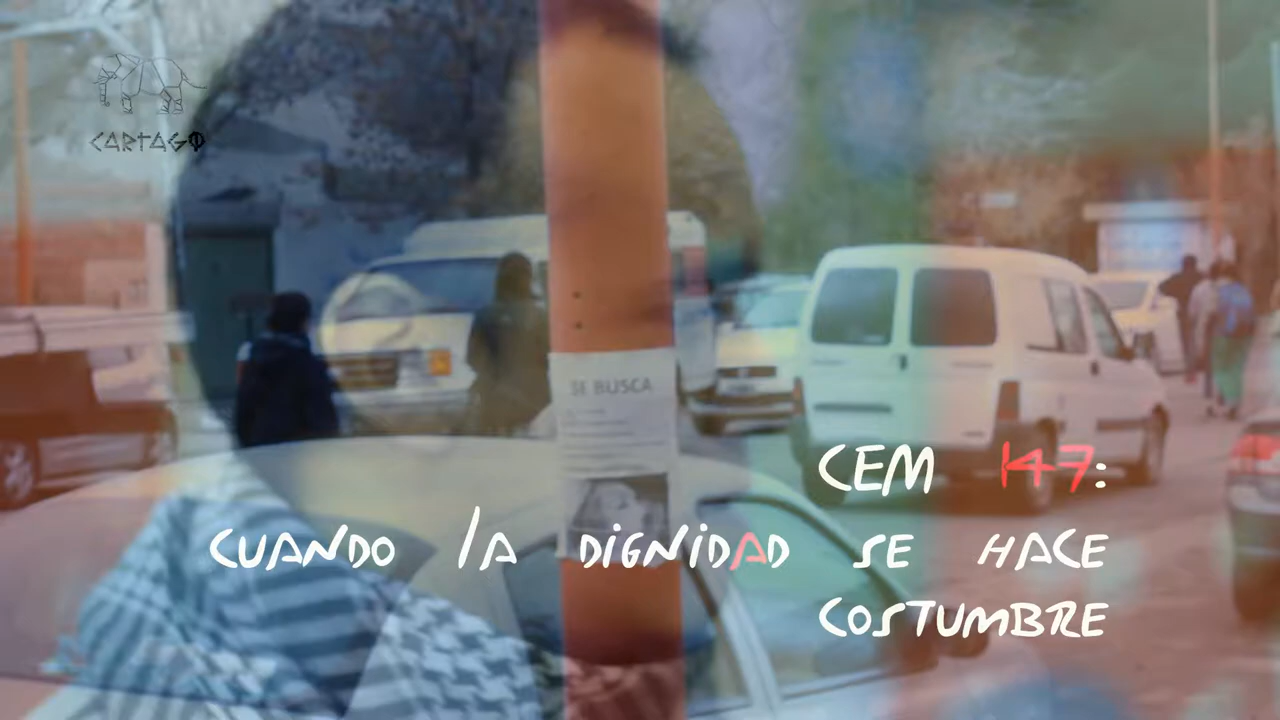 CARTAGO
SE BUSCA
CEM 147:
CUANDO lA DiGNiDAD SE HACE
COSTUMBRE